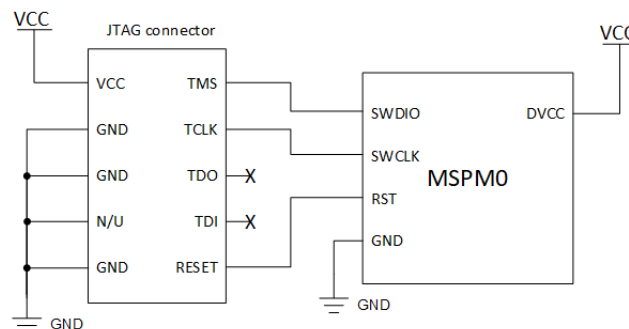 VCC
JTAG connector
VCC
VCC TMS
GND TCLK
GND TDO
N/U TDI
GND RESET
GND
SWDIO DVCC
SWCLK
MSPM0
RST
GND
GND